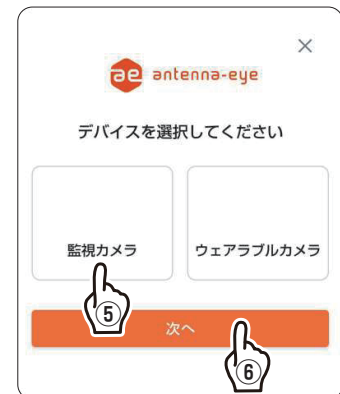 ×
ae antenna-eye
デバイスを選択してください
監視カメラ
ウェアラブルカメラ
⑤
次へ
⑥